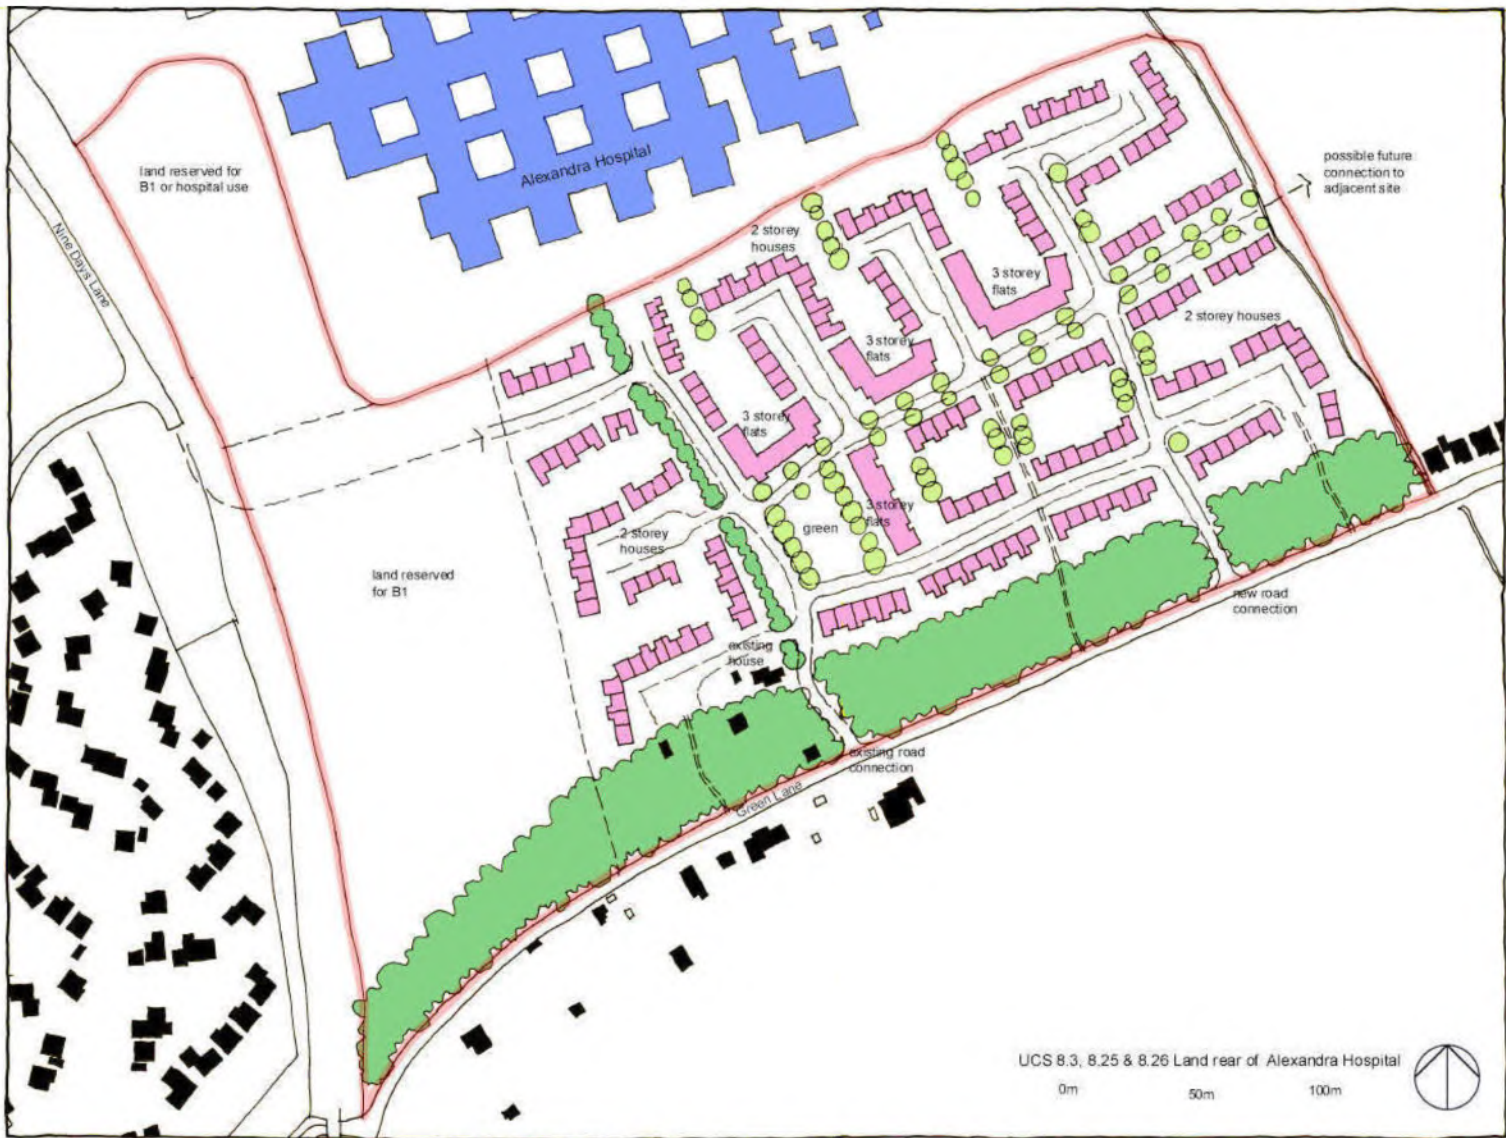 Alexandra Hospital
land reserved for
B1 or hospital use
possible future
connection to
adjacent site
Nine Days Lane
2 storey
houses
3 storey
flats
2 storey houses
3 storey
flats
3 storey
flats
3 storey
flats
green
2 storey
houses
land reserved
for B1
new road
connection
existing
house
existing road
connection
Green Lane
UCS 8.3, 8.25 & 8.26 Land rear of Alexandra Hospital
0m
50m
100m